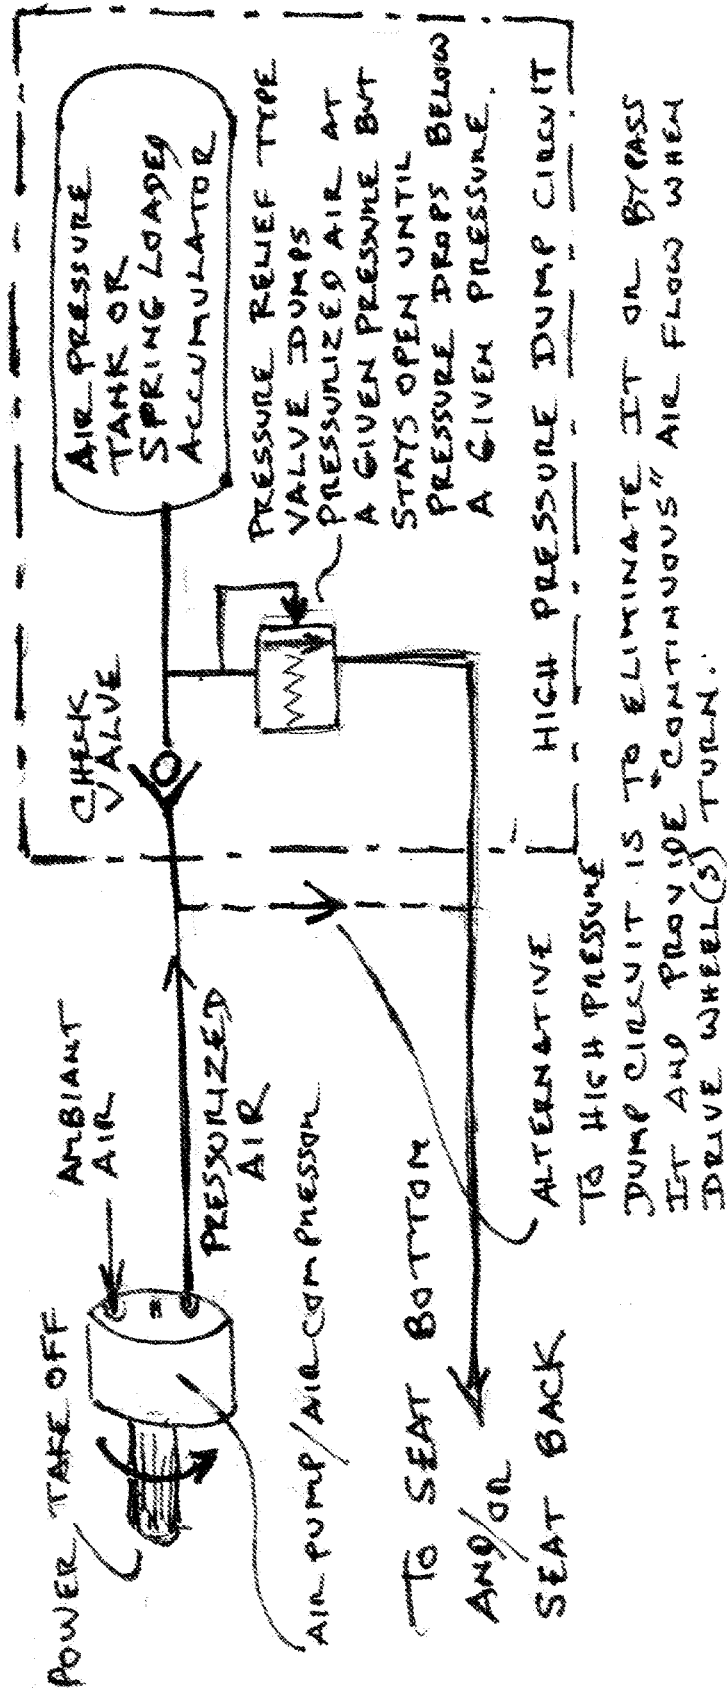 POWER TAKE OFF
AMBIANT
AIR
CHECK
VALVE
AIR PRESSURE
TANK OR
SPRING LOADED
ACCUMULATOR
PRESSURIZED
AIR
AIR PUMP/AIR COMPRESSOR
PRESSURE RELIEF TYPE
VALVE DUMPS
PRESSURIZED AIR AT
A GIVEN PRESSURE BUT
STAYS OPEN UNTIL
PRESSURE DROPS BELOW
A GIVEN PRESSURE.
TO SEAT BOTTOM
AND/OR
SEAT BACK
HIGH PRESSURE DUMP CIRCUIT
ALTERNATIVE
TO HIGH PRESSURE
DUMP CIRCUIT IS TO ELIMINATE IT OR BYPASS
IT AND PROVIDE "CONTINUOUS" AIR FLOW WHEN
DRIVE WHEEL(S) TURN.